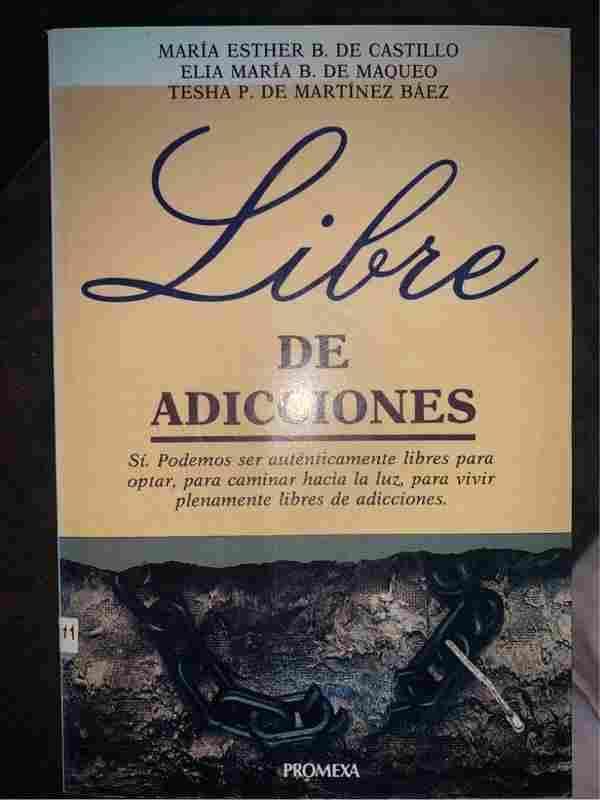 MARÍA ESTHER B. DE CASTILLO
ELIA MARÍA B. DE MAQUEO
TESHA P. DE MARTÍNEZ BÁEZ
Libre
DE
ADICCIONES
Sí. Podemos ser auténticamente libres para
optar, para caminar hacia la luz, para vivir
plenamente libres de adicciones.
11
PROMEXA